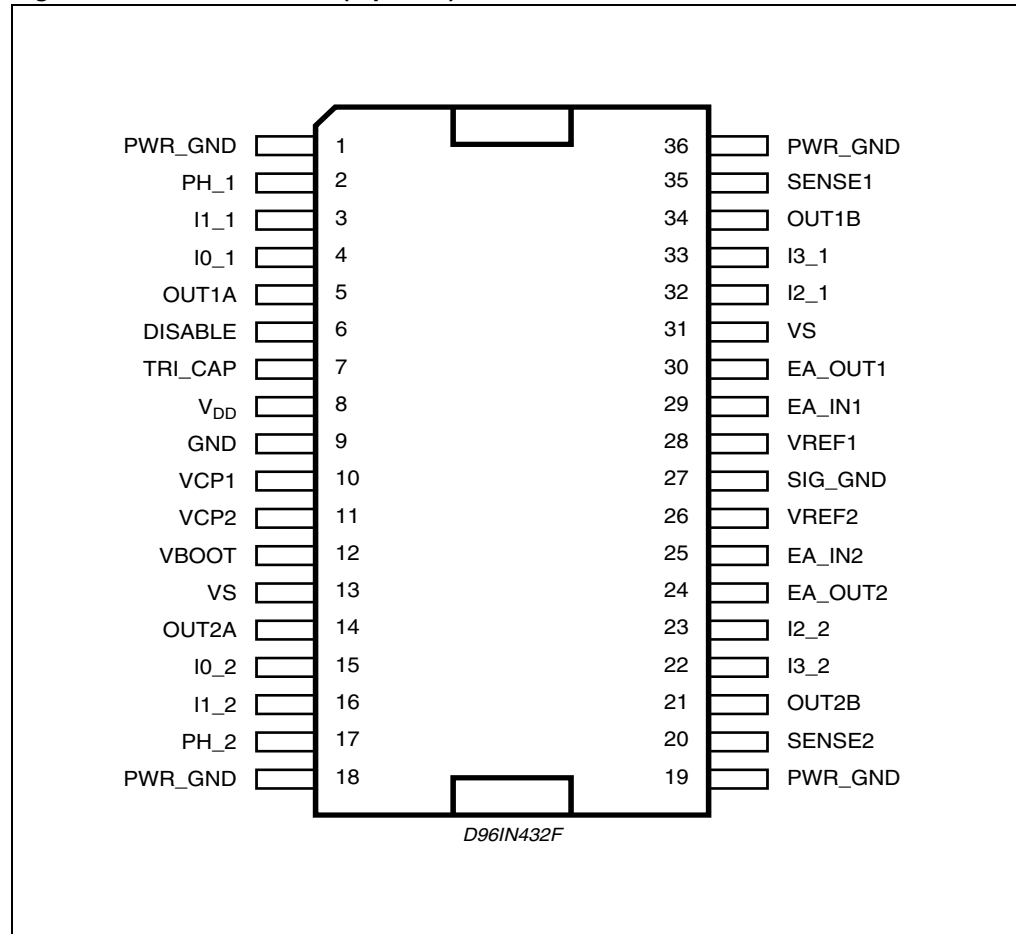 PWR_GND 1 36 PWR_GND
PH_1 2 35 SENSE1
I1_1 3 34 OUT1B
I0_1 4 33 I3_1
OUT1A 5 32 I2_1
DISABLE 6 31 VS
TRI_CAP 7 30 EA_OUT1
VDD 8 29 EA_IN1
GND 9 28 VREF1
VCP1 10 27 SIG_GND
VCP2 11 26 VREF2
VBOOT 12 25 EA_IN2
VS 13 24 EA_OUT2
OUT2A 14 23 I2_2
I0_2 15 22 I3_2
I1_2 16 21 OUT2B
PH_2 17 20 SENSE2
PWR_GND 18 19 PWR_GND
D96IN432F